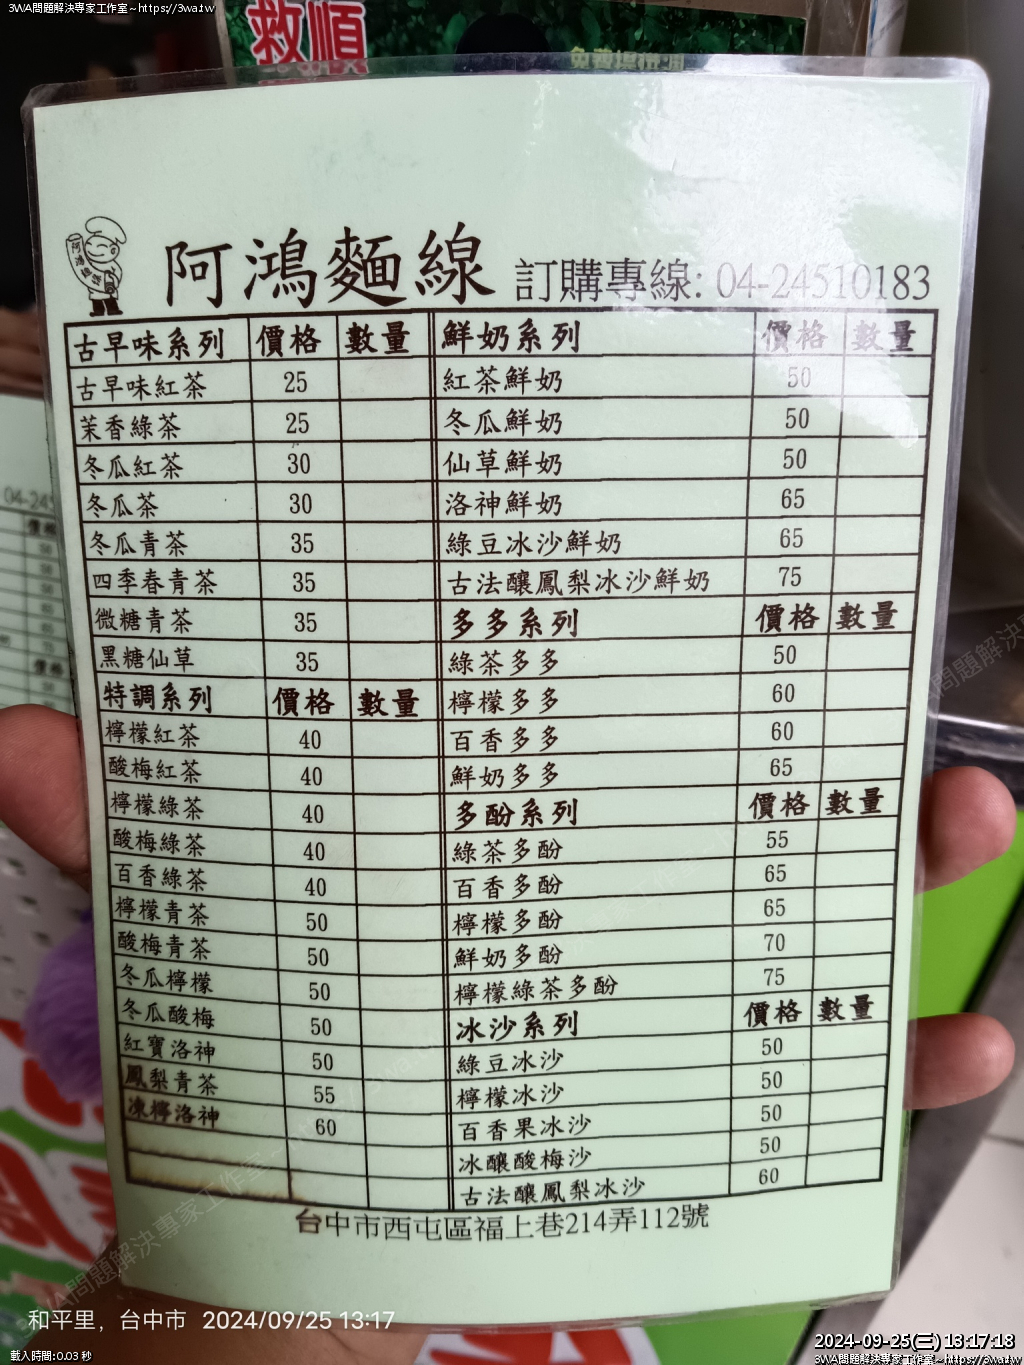 3WA問題解決專家工作室~https://3wa.tw
救順
阿鴻麵線 訂購專線: 04-24510183
古早味系列 價格 數量 鮮奶系列 價格 數量
古早味紅茶 25 紅茶鮮奶 50
茉香綠茶 25 冬瓜鮮奶 50
冬瓜紅茶 30 仙草鮮奶 50
冬瓜茶 30 洛神鮮奶 65
冬瓜青茶 35 綠豆冰沙鮮奶 65
四季春青茶 35 古法釀鳳梨冰沙鮮奶 75
微糖青茶 35 多多系列 價格 數量
黑糖仙草 35 綠茶多多 50
特調系列 價格 數量 檸檬多多 60
檸檬紅茶 40 百香多多 60
酸梅紅茶 40 鮮奶多多 65
檸檬綠茶 40 多酚系列 價格 數量
酸梅綠茶 40 綠茶多酚 55
百香綠茶 40 百香多酚 65
檸檬青茶 50 檸檬多酚 65
酸梅青茶 50 鮮奶多酚 70
冬瓜檸檬 50 檸檬綠茶多酚 75
冬瓜酸梅 50 冰沙系列 價格 數量
紅寶洛神 50 綠豆冰沙 50
鳳梨青茶 55 檸檬冰沙 50
凍檸洛神 60 百香果冰沙 50
冰釀酸梅沙 50
古法釀鳳梨冰沙 60
台中市西屯區福上巷214弄112號
和平里，台中市 2024/09/25 13:17
2024-09-25(三) 13:17:18
載入時間:0.03 秒
3WA問題解決專家工作室~https://3wa.tw